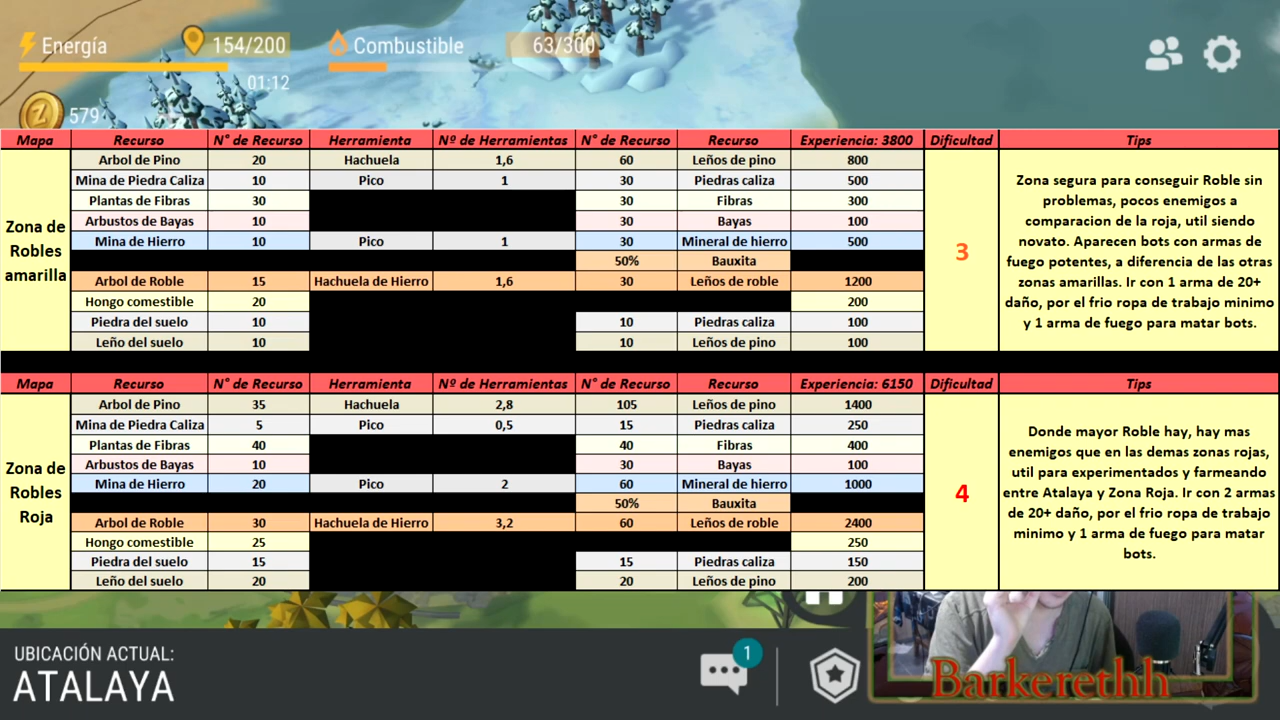 Energía 154/200 Combustible 63/300
01:12
579
Mapa Recurso N° de Recurso Herramienta Nº de Herramientas N° de Recurso Recurso Experiencia: 3800 Dificultad Tips
Zona de Robles amarilla
Arbol de Pino 20 Hachuela 1,6 60 Leños de pino 800
Mina de Piedra Caliza 10 Pico 1 30 Piedras caliza 500
Plantas de Fibras 30 30 Fibras 300
Arbustos de Bayas 10 30 Bayas 100
Mina de Hierro 10 Pico 1 30 Mineral de hierro 500
50% Bauxita
Arbol de Roble 15 Hachuela de Hierro 1,6 30 Leños de roble 1200
Hongo comestible 20 200
Piedra del suelo 10 10 Piedras caliza 100
Leño del suelo 10 10 Leños de pino 100
3
Zona segura para conseguir Roble sin
problemas, pocos enemigos a
comparacion de la roja, util siendo
novato. Aparecen bots con armas de
fuego potentes, a diferencia de las otras
zonas amarillas. Ir con 1 arma de 20+
daño, por el frio ropa de trabajo minimo
y 1 arma de fuego para matar bots.
Mapa Recurso N° de Recurso Herramienta Nº de Herramientas N° de Recurso Recurso Experiencia: 6150 Dificultad Tips
Zona de Robles Roja
Arbol de Pino 35 Hachuela 2,8 105 Leños de pino 1400
Mina de Piedra Caliza 5 Pico 0,5 15 Piedras caliza 250
Plantas de Fibras 40 40 Fibras 400
Arbustos de Bayas 10 30 Bayas 100
Mina de Hierro 20 Pico 2 60 Mineral de hierro 1000
50% Bauxita
Arbol de Roble 30 Hachuela de Hierro 3,2 60 Leños de roble 2400
Hongo comestible 25 250
Piedra del suelo 15 15 Piedras caliza 150
Leño del suelo 20 20 Leños de pino 200
4
Donde mayor Roble hay, hay mas
enemigos que en las demas zonas rojas,
util para experimentados y farmeando
entre Atalaya y Zona Roja. Ir con 2 armas
de 20+ daño, por el frio ropa de trabajo
minimo y 1 arma de fuego para matar
bots.
UBICACIÓN ACTUAL:
ATALAYA
1
Barkerethh